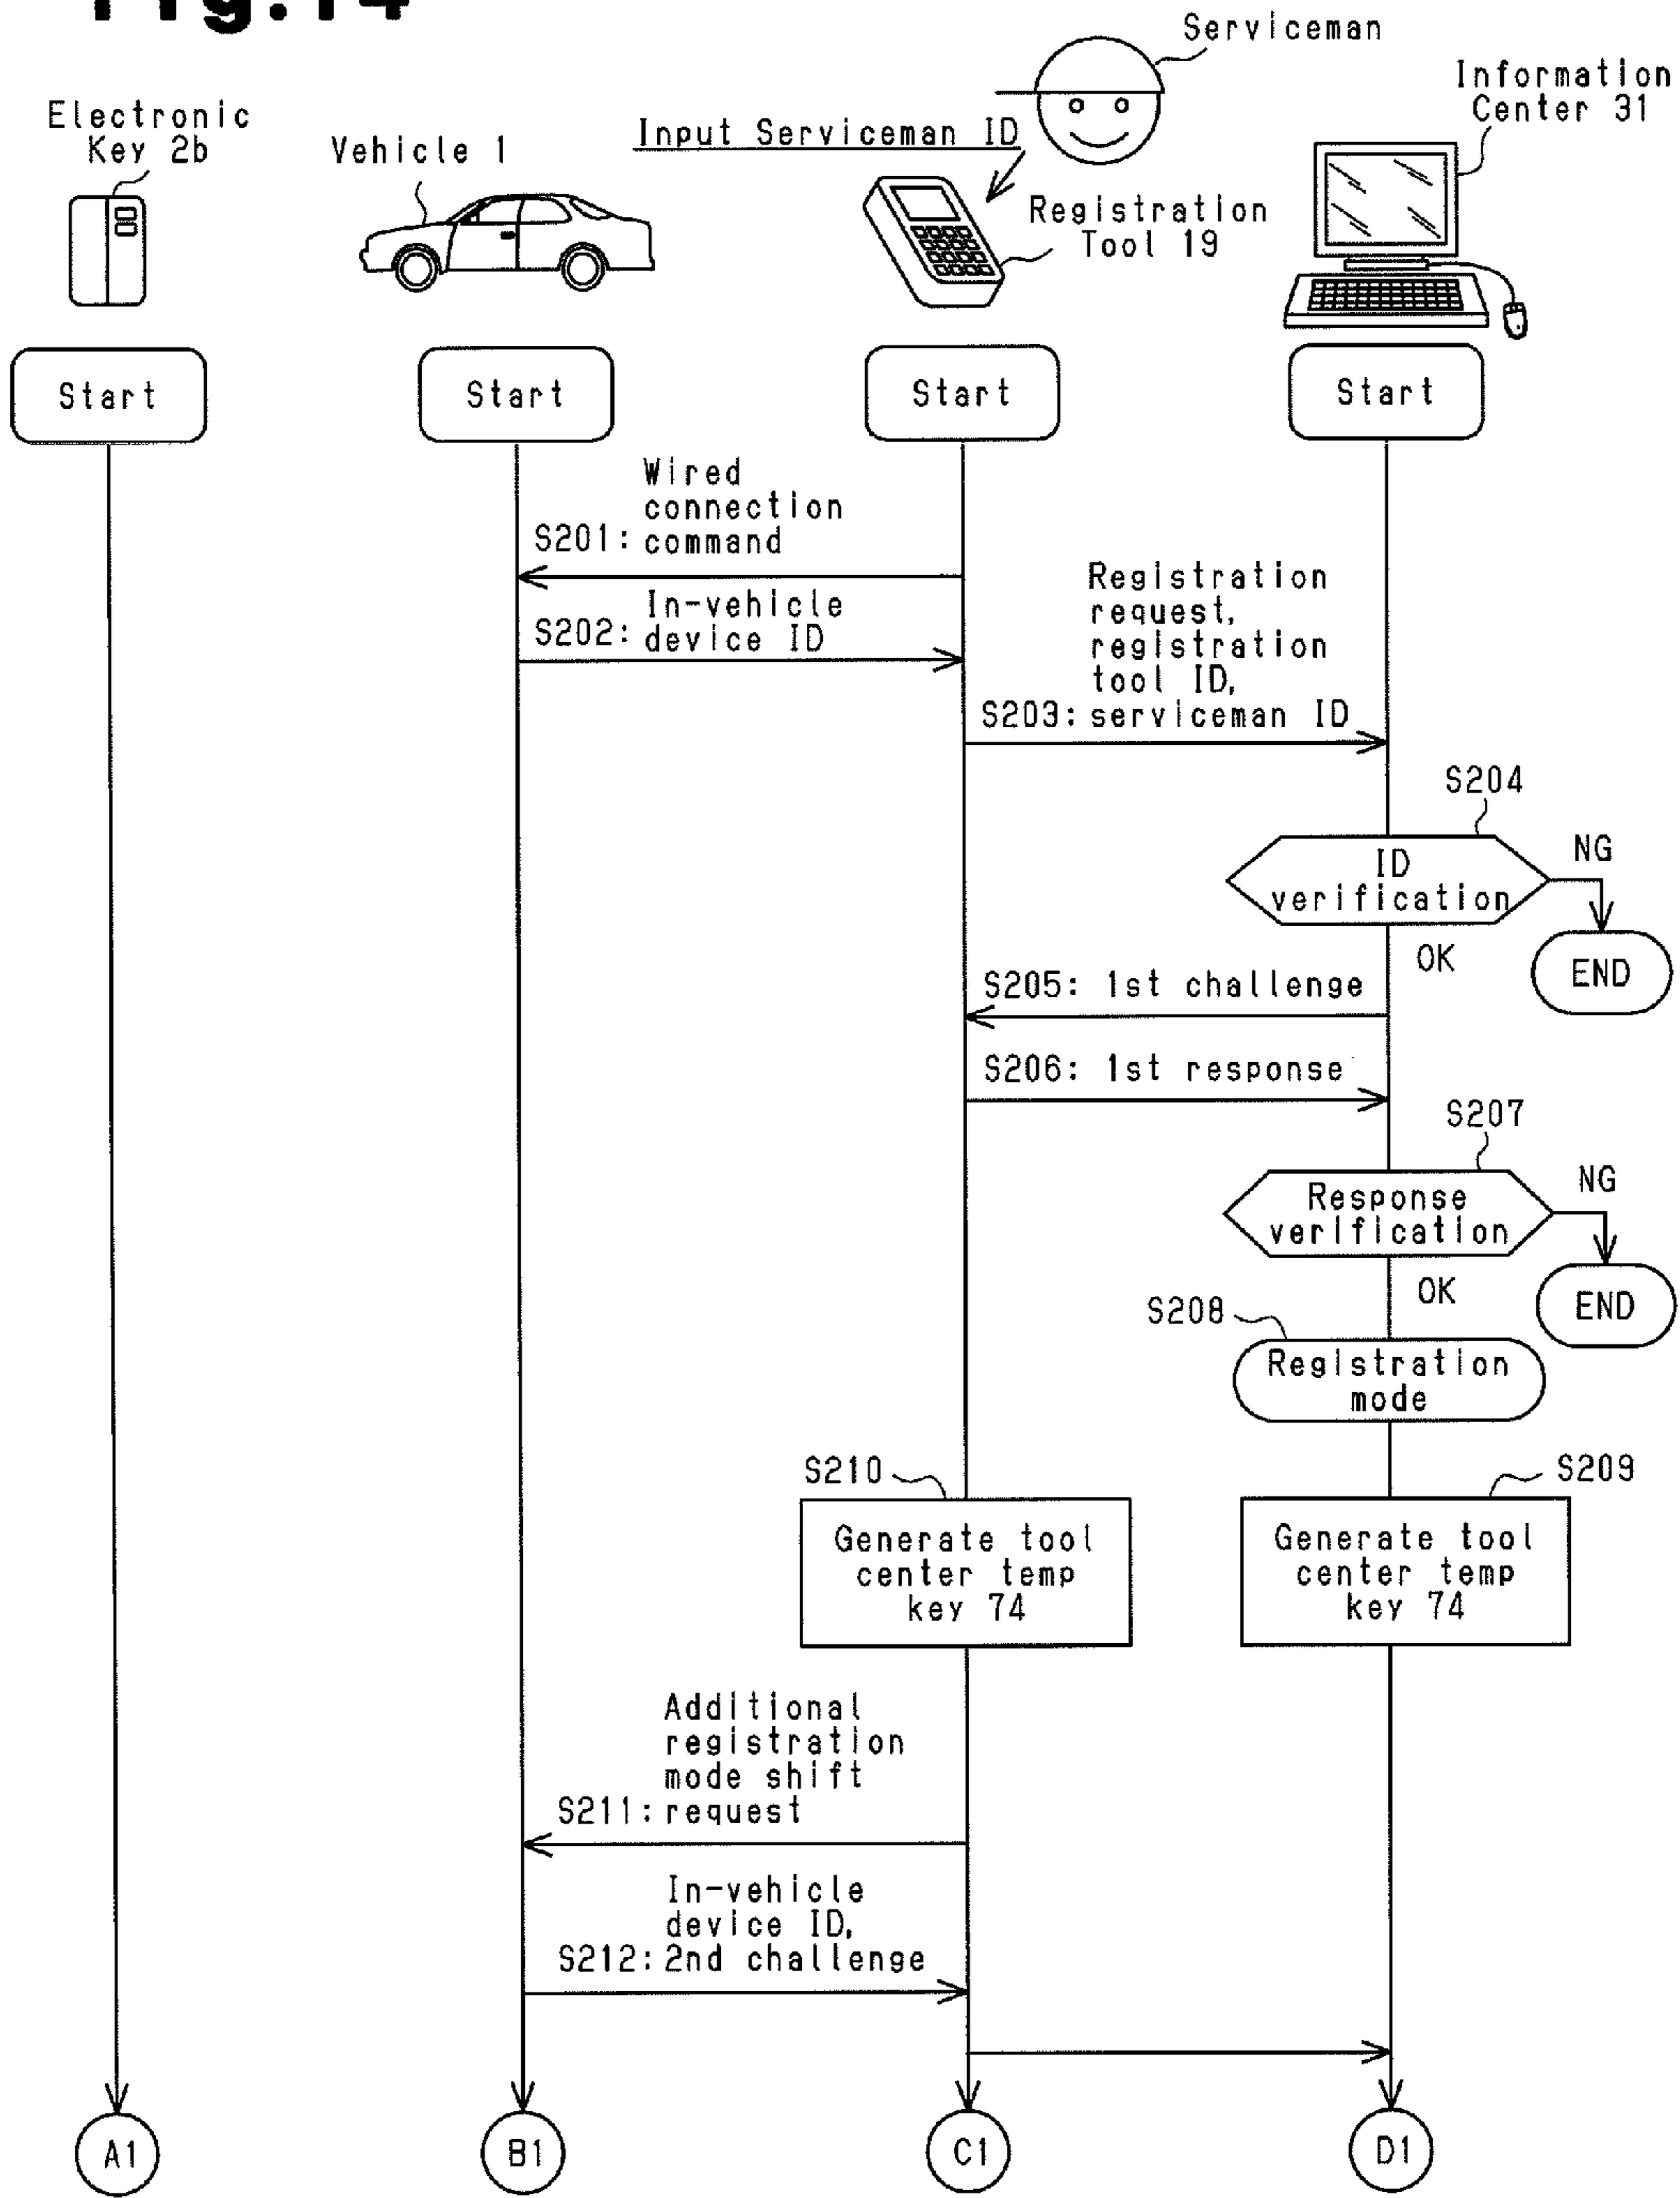 Fig.14
Serviceman
Information
Center 31
Electronic
Key 2b
Vehicle 1
Input Serviceman ID
Registration
Tool 19
Start
Start
Start
Start
Wired
connection
S201: command
In-vehicle
S202: device ID
Registration
request,
registration
tool ID,
S203: serviceman ID
S204
ID
verification
NG
END
OK
S205: 1st challenge
S206: 1st response
S207
Response
verification
NG
END
OK
S208
Registration
mode
S210
Generate tool
center temp
key 74
S209
Generate tool
center temp
key 74
Additional
registration
mode shift
S211: request
In-vehicle
device ID,
S212: 2nd challenge
A1
B1
C1
D1